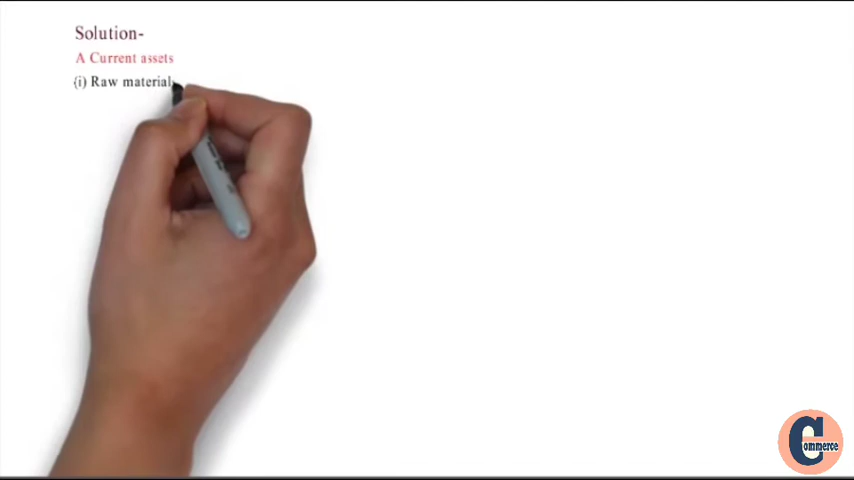 Solution-
A Current assets
(i) Raw material
Commerce